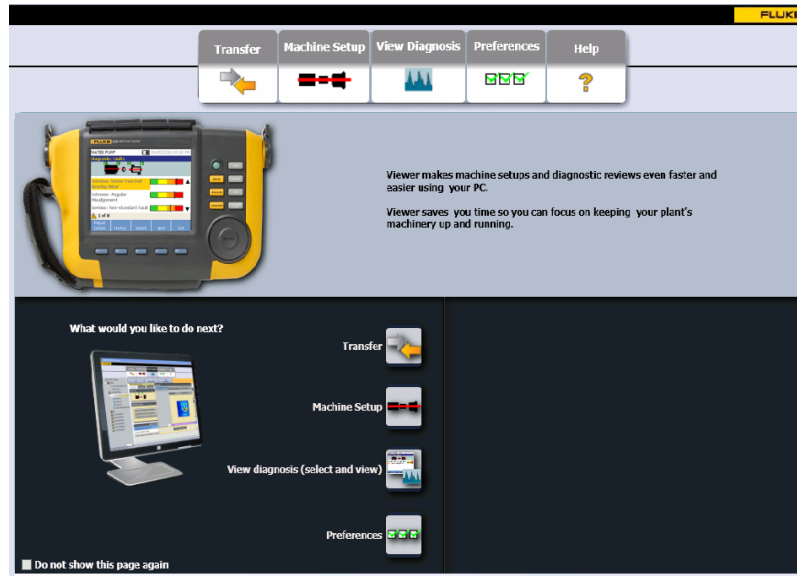 FLUKE
Transfer
Machine Setup
View Diagnosis
Preferences
Help
FLUKE
Viewer makes machine setups and diagnostic reviews even faster and
easier using your PC.
Viewer saves you time so you can focus on keeping your plant's
machinery up and running.
What would you like to do next?
Transfer
Machine Setup
View diagnosis (select and view)
Preferences
Do not show this page again